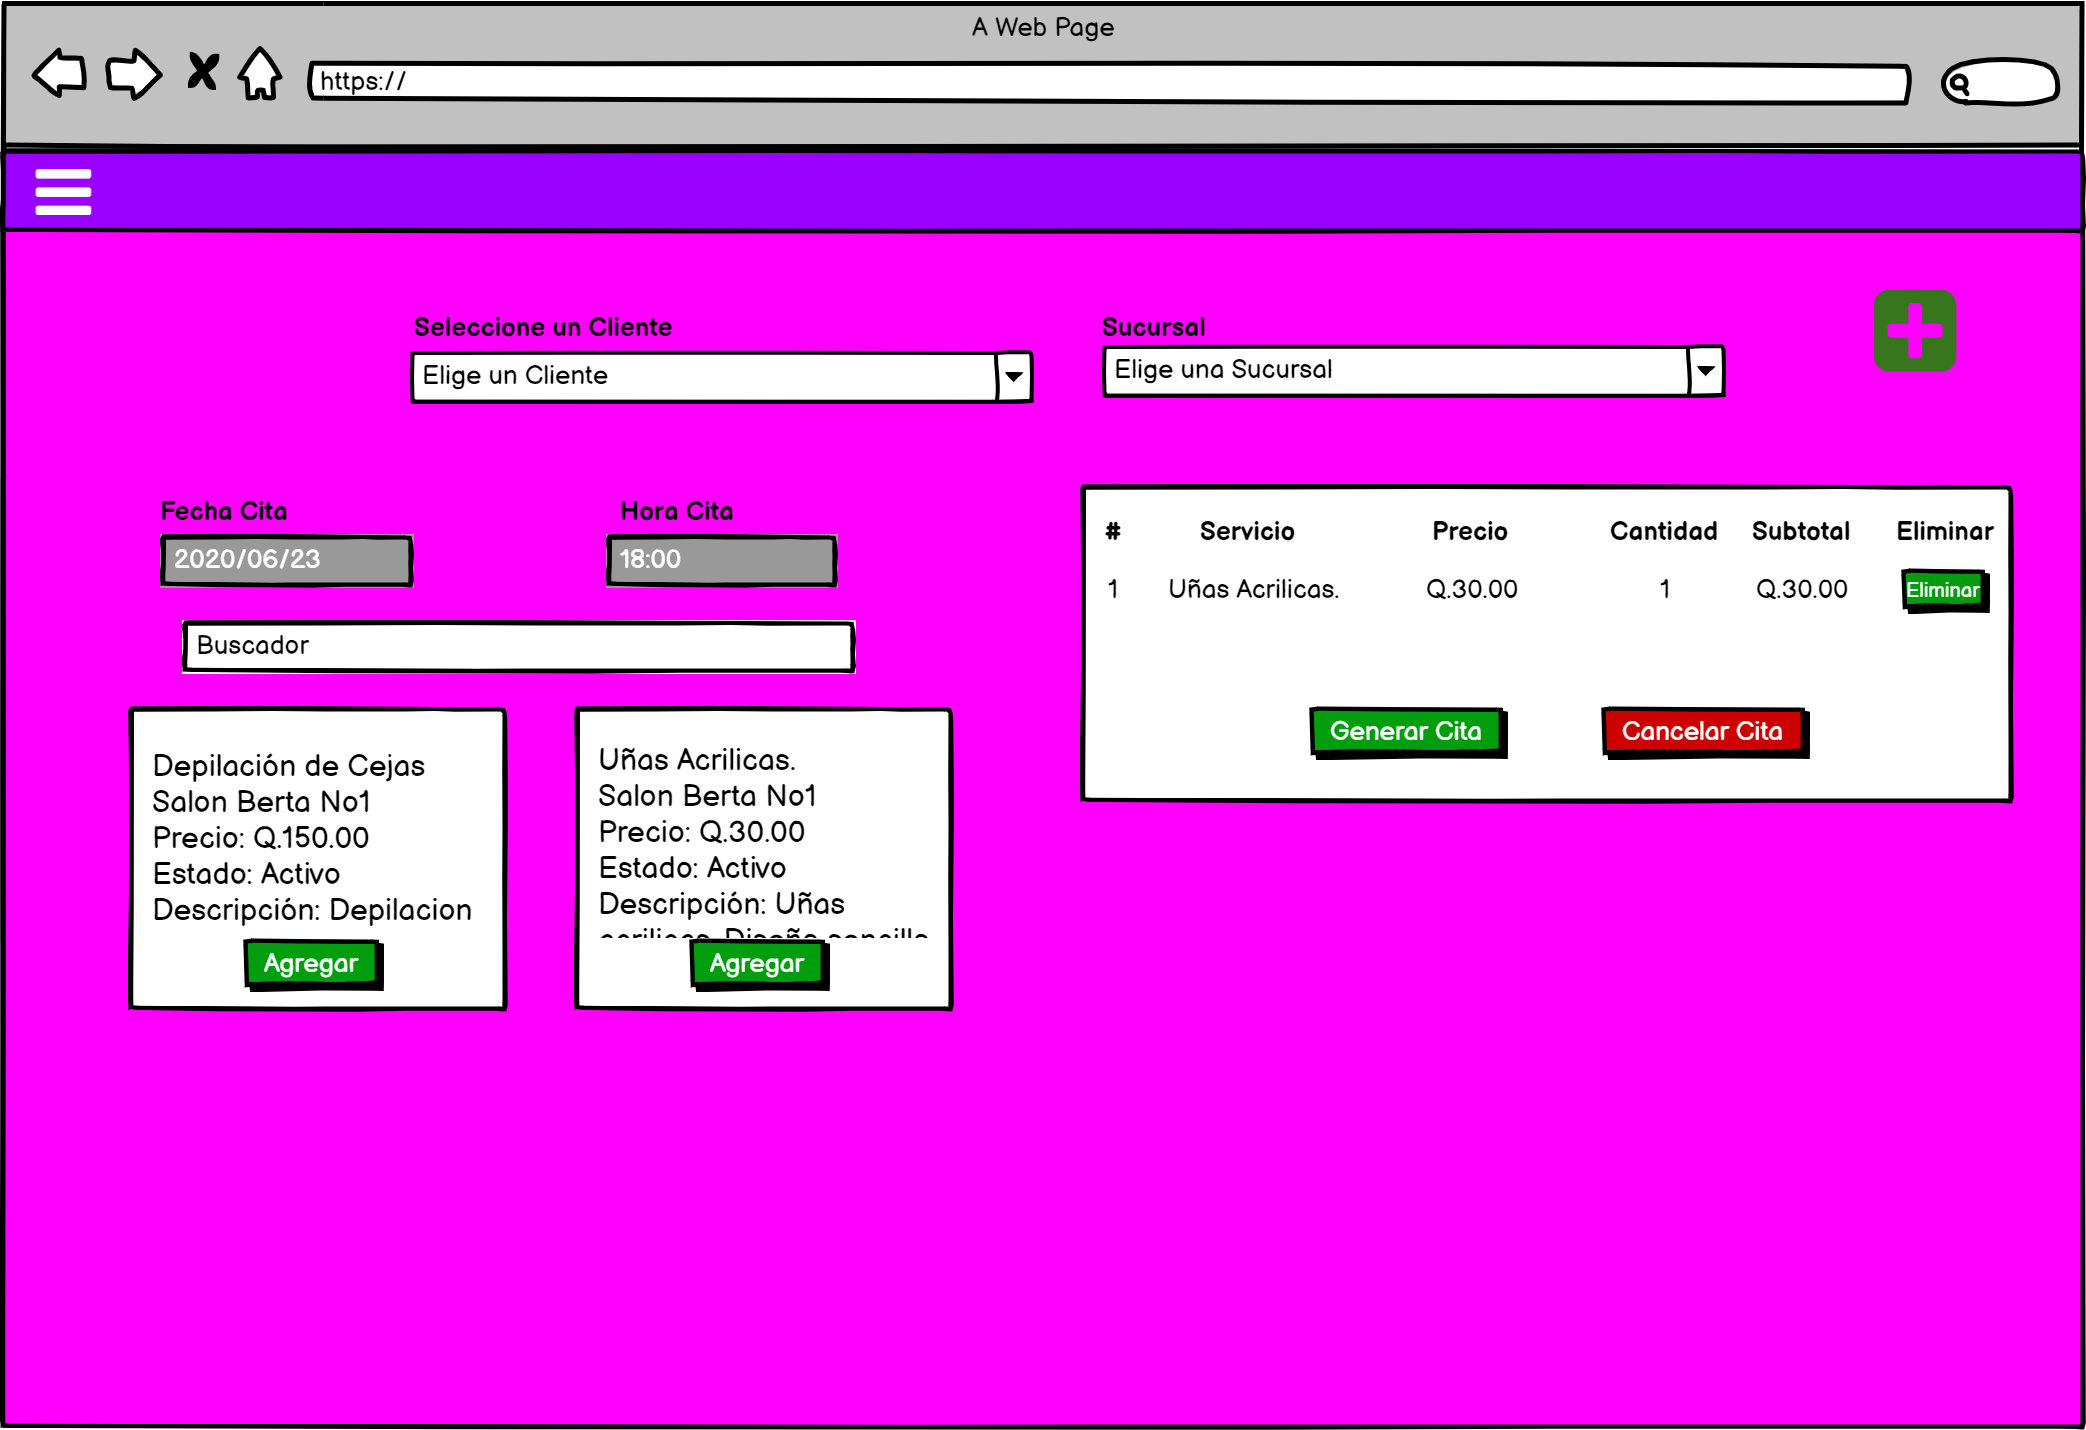 A Web Page
https://
Seleccione un Cliente
Elige un Cliente
Sucursal
Elige una Sucursal
Fecha Cita
2020/06/23
Hora Cita
18:00
Buscador
Depilación de Cejas
Salon Berta No1
Precio: Q.150.00
Estado: Activo
Descripción: Depilacion
Agregar
Uñas Acrilicas.
Salon Berta No1
Precio: Q.30.00
Estado: Activo
Descripción: Uñas
acrilicas. Diseño sencillo
Agregar
# Servicio Precio Cantidad Subtotal Eliminar
1 Uñas Acrilicas. Q.30.00 1 Q.30.00 Eliminar
Generar Cita Cancelar Cita